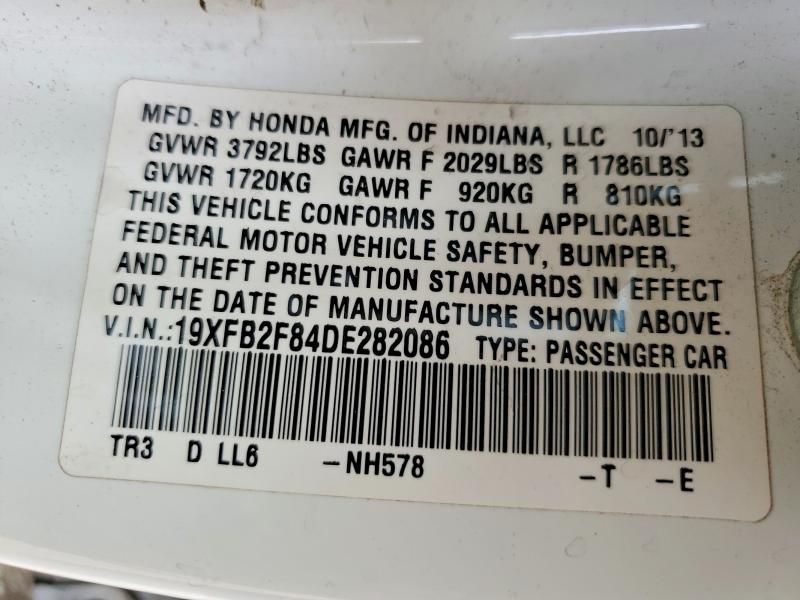 MFD. BY HONDA MFG. OF INDIANA, LLC 10/'13
GVWR 3792LBS GAWR F 2029LBS R 1786LBS
GVWR 1720KG GAWR F 920KG R 810KG
THIS VEHICLE CONFORMS TO ALL APPLICABLE
FEDERAL MOTOR VEHICLE SAFETY, BUMPER,
AND THEFT PREVENTION STANDARDS IN EFFECT
ON THE DATE OF MANUFACTURE SHOWN ABOVE.
V.I.N.:19XFB2F84DE282086 TYPE: PASSENGER CAR
TR3 D LL6 -NH578 -T -E